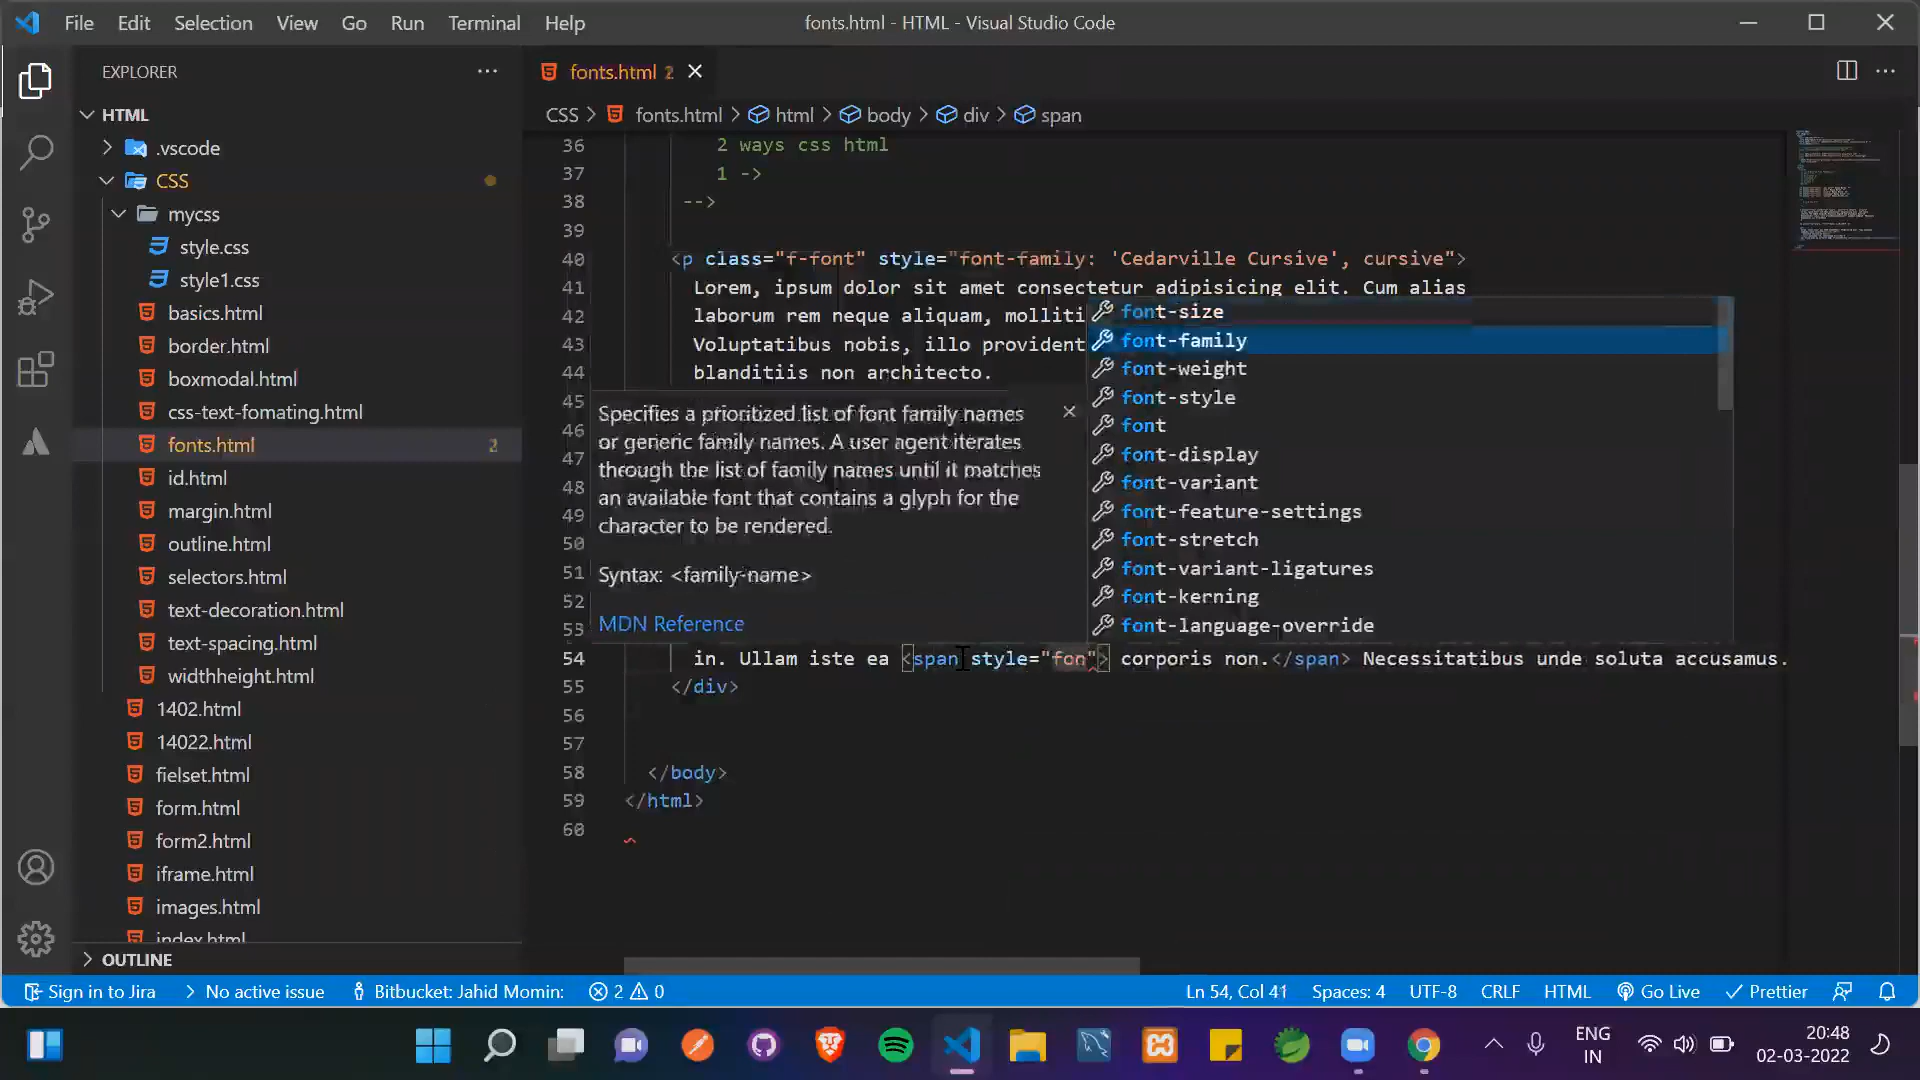 File Edit Selection View Go Run Terminal Help
fonts.html - HTML - Visual Studio Code
EXPLORER
HTML
.vscode
CSS
mycss
style.css
style1.css
basics.html
border.html
boxmodal.html
css-text-fomating.html
fonts.html 2
id.html
margin.html
outline.html
selectors.html
text-decoration.html
text-spacing.html
widthheight.html
1402.html
14022.html
fielset.html
form.html
form2.html
iframe.html
images.html
index.html
OUTLINE
fonts.html 2
CSS > fonts.html > html > body > div > span
36 2 ways css html
37 1 ->
38 -->
39
40 <p class="f-font" style="font-family: 'Cedarville Cursive', cursive">
41 Lorem, ipsum dolor sit amet consectetur adipisicing elit. Cum alias
42 laborum rem neque aliquam, molliti
43 Voluptatibus nobis, illo provident
44 blanditiis non architecto.
45
46
47
48
49
50
51
52
53
54 in. Ullam iste ea <span style="fon"> corporis non.</span> Necessitatibus unde soluta accusamus.
55 </div>
56
57
58 </body>
59 </html>
60
Specifies a prioritized list of font family names
or generic family names. A user agent iterates
through the list of family names until it matches
an available font that contains a glyph for the
character to be rendered.
Syntax: <family-name>
MDN Reference
font-size
font-family
font-weight
font-style
font
font-display
font-variant
font-feature-settings
font-stretch
font-variant-ligatures
font-kerning
font-language-override
Sign in to Jira No active issue Bitbucket: Jahid Momin: 2 0 Ln 54, Col 41 Spaces: 4 UTF-8 CRLF HTML Go Live Prettier
ENG
IN
20:48
02-03-2022